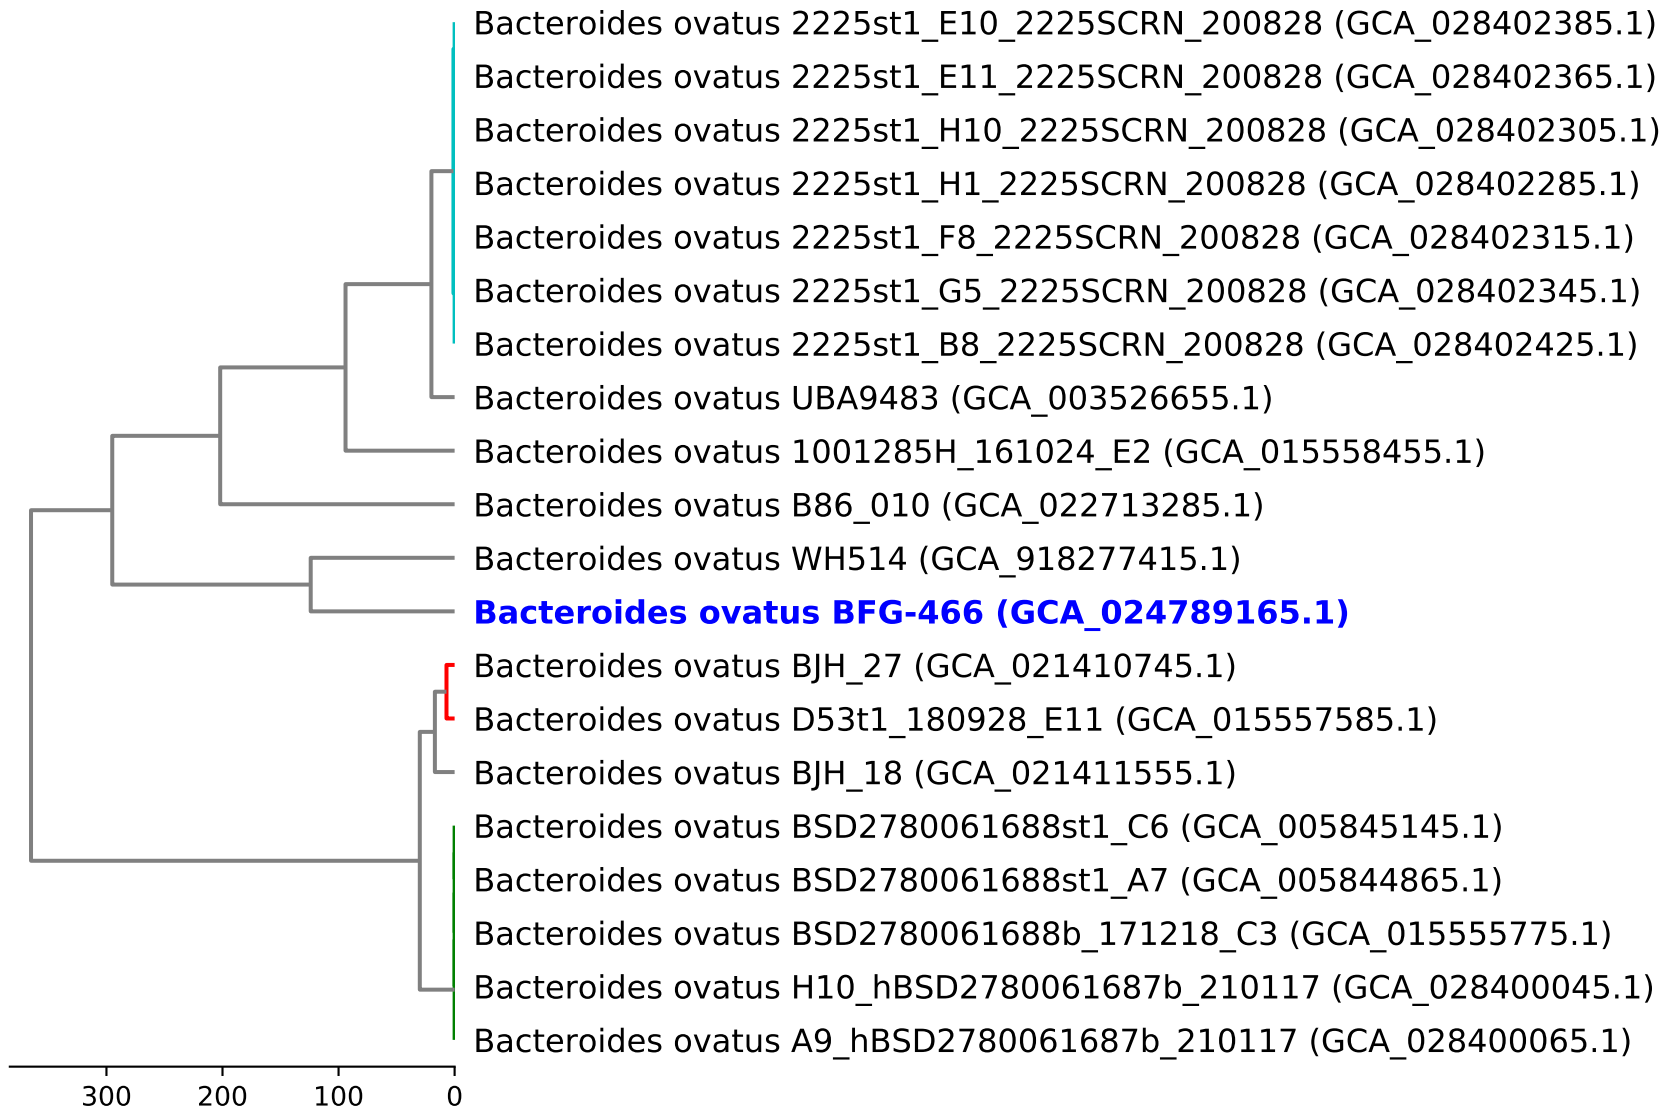 Bacteroides ovatus 2225st1_E10_2225SCRN_200828 (GCA_028402385.1)
Bacteroides ovatus 2225st1_E11_2225SCRN_200828 (GCA_028402365.1)
Bacteroides ovatus 2225st1_H10_2225SCRN_200828 (GCA_028402305.1)
Bacteroides ovatus 2225st1_H1_2225SCRN_200828 (GCA_028402285.1)
Bacteroides ovatus 2225st1_F8_2225SCRN_200828 (GCA_028402315.1)
Bacteroides ovatus 2225st1_G5_2225SCRN_200828 (GCA_028402345.1)
Bacteroides ovatus 2225st1_B8_2225SCRN_200828 (GCA_028402425.1)
Bacteroides ovatus UBA9483 (GCA_003526655.1)
Bacteroides ovatus 1001285H_161024_E2 (GCA_015558455.1)
Bacteroides ovatus B86_010 (GCA_022713285.1)
Bacteroides ovatus WH514 (GCA_918277415.1)
Bacteroides ovatus BFG-466 (GCA_024789165.1)
Bacteroides ovatus BJH_27 (GCA_021410745.1)
Bacteroides ovatus D53t1_180928_E11 (GCA_015557585.1)
Bacteroides ovatus BJH_18 (GCA_021411555.1)
Bacteroides ovatus BSD2780061688st1_C6 (GCA_005845145.1)
Bacteroides ovatus BSD2780061688st1_A7 (GCA_005844865.1)
Bacteroides ovatus BSD2780061688b_171218_C3 (GCA_015555775.1)
Bacteroides ovatus H10_hBSD2780061687b_210117 (GCA_028400045.1)
Bacteroides ovatus A9_hBSD2780061687b_210117 (GCA_028400065.1)
300 200 100 0